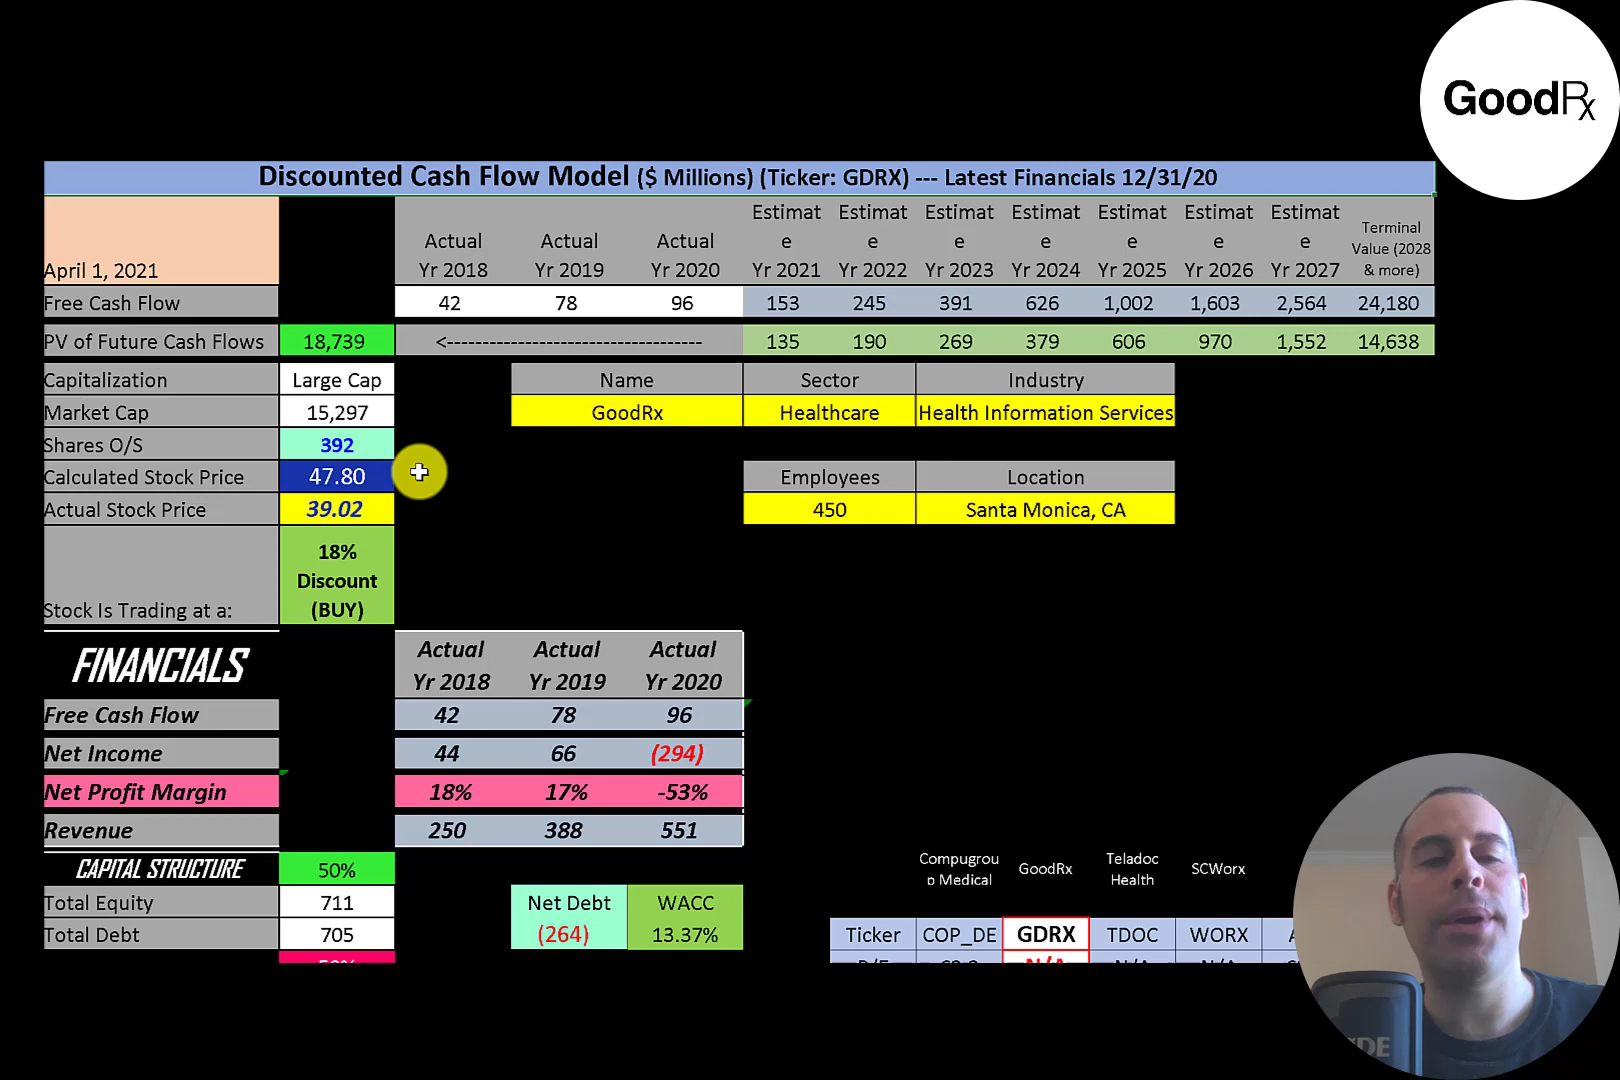 GoodRx
Discounted Cash Flow Model ($ Millions) (Ticker: GDRX) --- Latest Financials 12/31/20
April 1, 2021 Actual Yr 2018 Actual Yr 2019 Actual Yr 2020 Estimat e Yr 2021 Estimat e Yr 2022 Estimat e Yr 2023 Estimat e Yr 2024 Estimat e Yr 2025 Estimat e Yr 2026 Estimat e Yr 2027 Terminal Value (2028 & more)
Free Cash Flow 42 78 96 153 245 391 626 1,002 1,603 2,564 24,180
PV of Future Cash Flows 18,739 <----------------------------------- 135 190 269 379 606 970 1,552 14,638
Capitalization Large Cap Name Sector Industry
Market Cap 15,297 GoodRx Healthcare Health Information Services
Shares O/S 392
Calculated Stock Price 47.80 Employees Location
Actual Stock Price 39.02 450 Santa Monica, CA
Stock Is Trading at a: 18% Discount (BUY)
FINANCIALS Actual Yr 2018 Actual Yr 2019 Actual Yr 2020
Free Cash Flow 42 78 96
Net Income 44 66 (294)
Net Profit Margin 18% 17% -53%
Revenue 250 388 551
CAPITAL STRUCTURE 50% Compugrou p Medical GoodRx Teladoc Health SCWorx
Total Equity 711 Net Debt WACC
Total Debt 705 (264) 13.37% Ticker COP_DE GDRX TDOC WORX